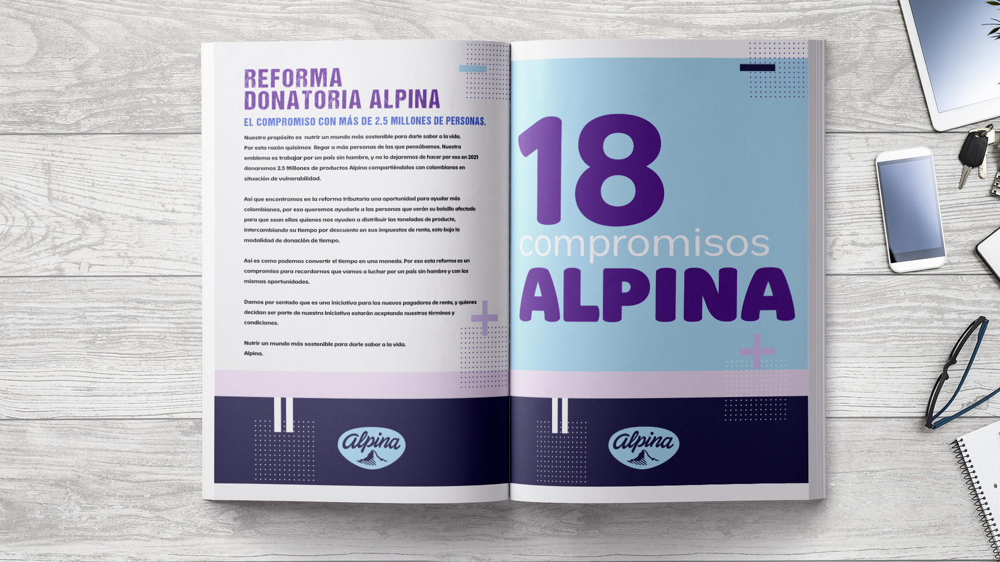 REFORMA
DONATORIA ALPINA
EL COMPROMISO CON MÁS DE 2.5 MILLONES DE PERSONAS.
Nuestro propósito es nutrir un mundo más sostenible para darle sabor a la vida.
Por esta razón quisimos llegar a más personas de las que pensábamos. Nuestra
emblema es trabajar por un país sin hambre, y no lo dejaremos de hacer por eso en 2021
donaremos 2.5 Millones de productos Alpina compartiéndolos con colombianos en
situación de vulnerabilidad.
Así que encontramos en la reforma tributaria una oportunidad para ayudar más
colombianos, por eso queremos ayudarle a las personas que verán su bolsillo afectado
para que sean ellas quienes nos ayuden a distribuir las toneladas de producto,
intercambiando su tiempo por descuento en sus impuestos de renta, esto bajo la
modalidad de donación de tiempo.
Así es como podemos convertir el tiempo en una moneda. Por eso esta reforma es un
compromiso para recordarnos que vamos a luchar por un país sin hambre y con las
mismas oportunidades.
Damos por sentado que es una iniciativa para los nuevos pagadores de renta, y quienes
decidan ser parte de nuestra iniciativa estarán aceptando nuestros términos y
condiciones.
Nutrir un mundo más sostenible para darle sabor a la vida.
Alpina.
Alpina
18
compromisos
ALPINA
Alpina